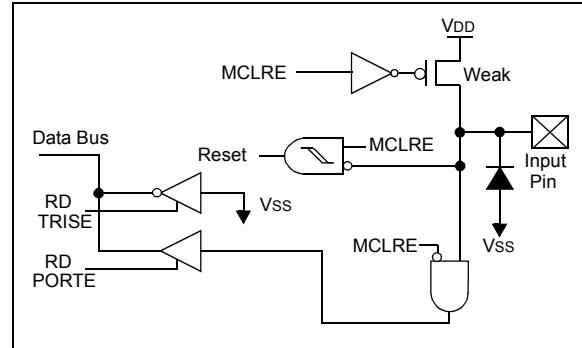 VDD
MCLRE
Weak
Data Bus
Reset
MCLRE
Input
Pin
RD
TRISE
VSS
VSS
MCLRE
RD
PORTE